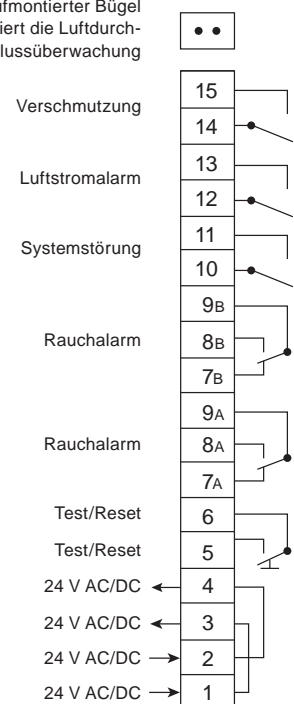 ufmontierter Bügel
iert die Luftdurch-
lussüberwachung
15
Verschmutzung
14
13
Luftstromalarm
12
11
Systemstörung
10
9B
Rauchalarm 8B
7B
9A
Rauchalarm 8A
7A
Test/Reset 6
Test/Reset 5
24 V AC/DC 4
24 V AC/DC 3
24 V AC/DC 2
24 V AC/DC 1